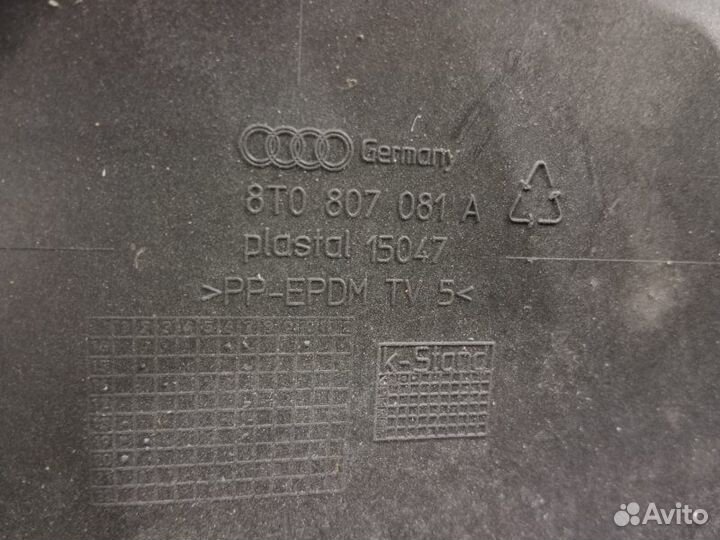 Germany
8T0 807 081 A
plastal 15047
>PP-EPDM TV 5<
K-Stand
Avito